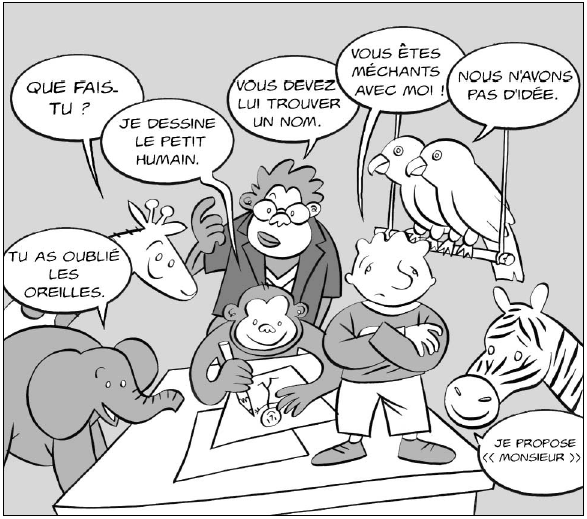 QUE FAIS-
TU ?
JE DESSINE
LE PETIT
HUMAIN.
VOUS DEVEZ
LUI TROUVER
UN NOM.
VOUS ÊTES
MÉCHANTS
AVEC MOI !
NOUS N'AVONS
PAS D'IDÉE.
TU AS OUBLIÉ
LES
OREILLES.
JE PROPOSE
<< MONSIEUR >>